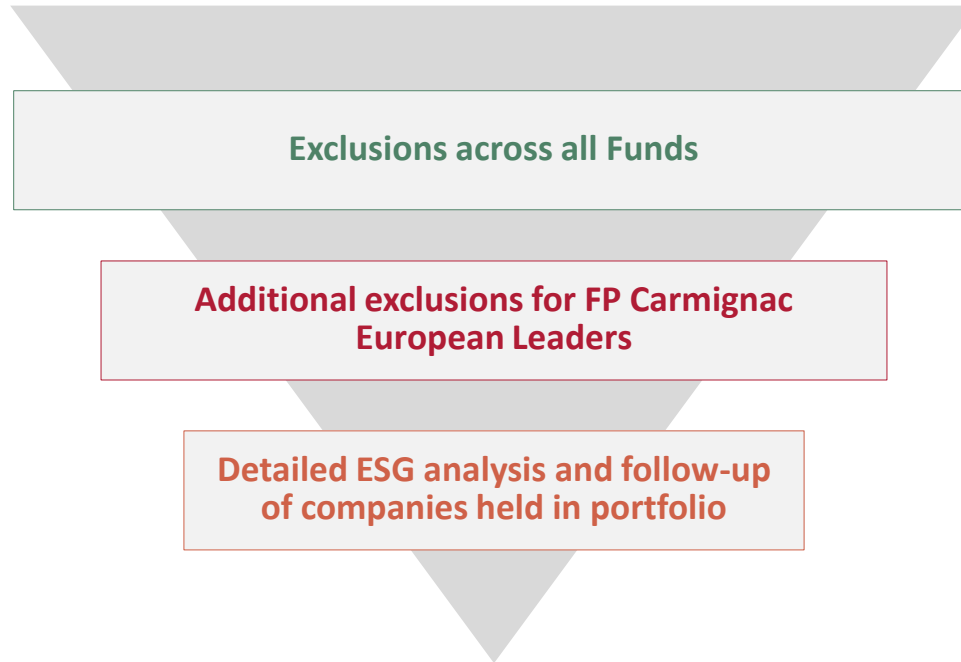 Exclusions across all Funds
Additional exclusions for FP Carmignac
European Leaders
Detailed ESG analysis and follow-up
of companies held in portfolio